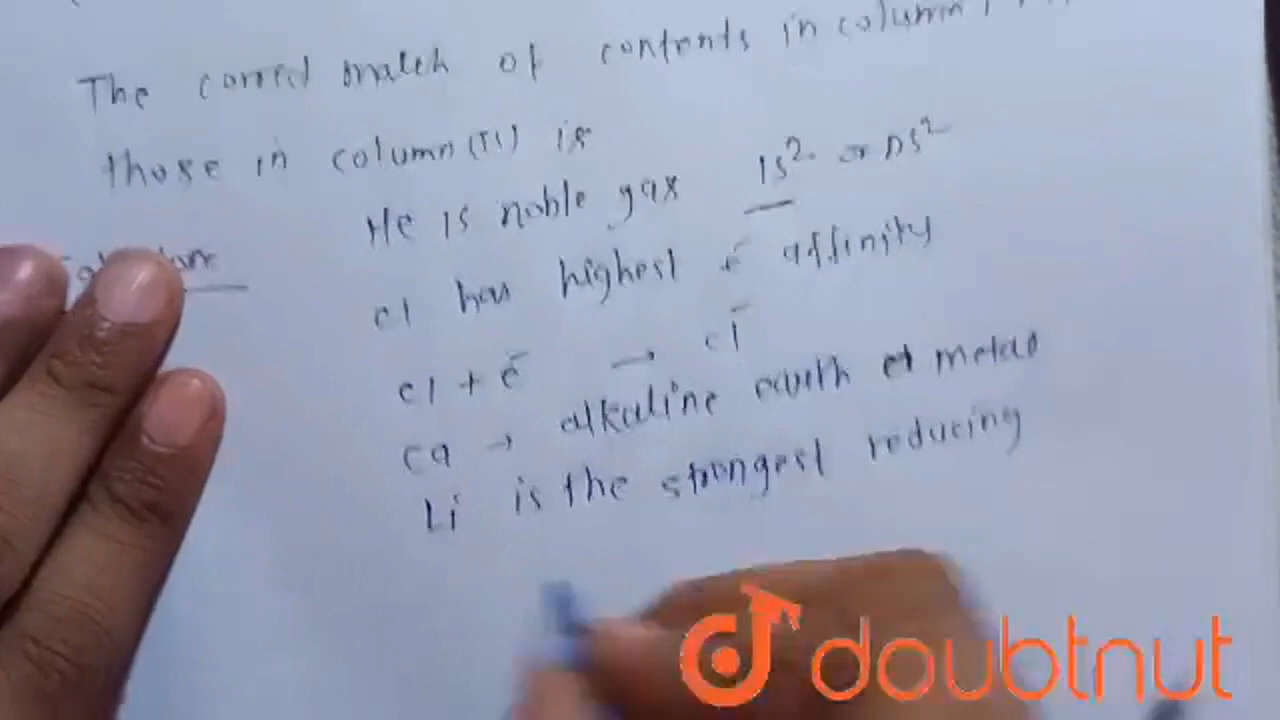 The correct match of contents in column
those in column (II) is
He is noble gas 1s² or ns²
Cl has highest e⁻ affinity
Cl + e⁻ → Cl⁻
Ca → alkaline earth et metal
Li is the strongest reducing
doubtnut